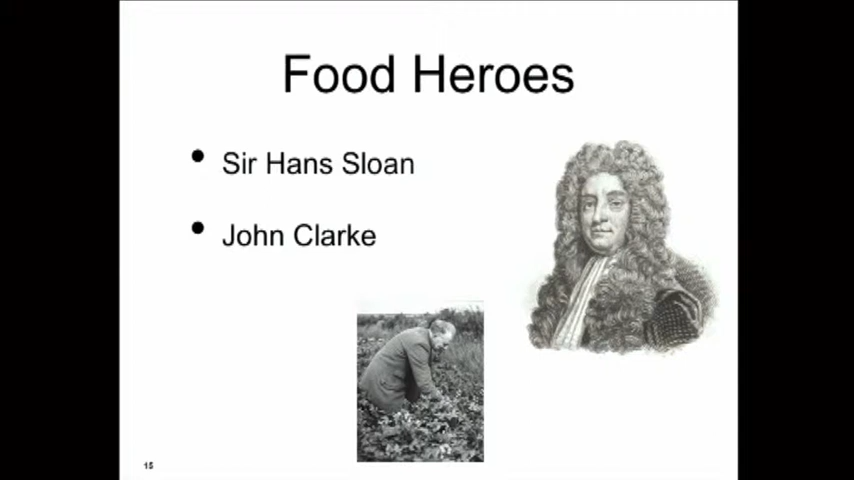 Food Heroes
• Sir Hans Sloan
• John Clarke
15